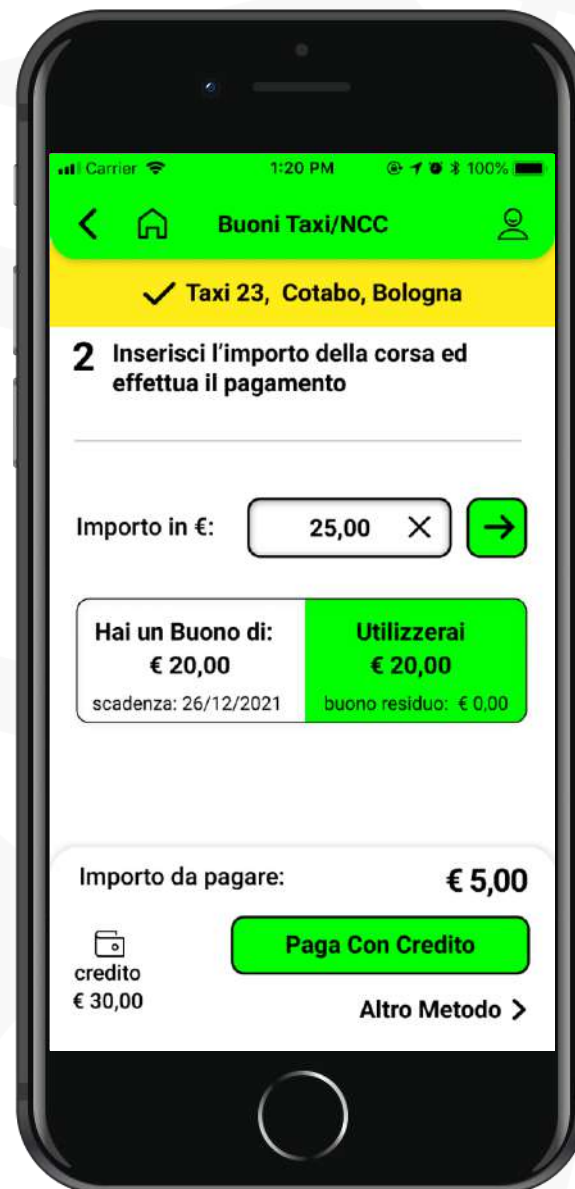 Carrier 1:20 PM 100%
Buoni Taxi/NCC
Taxi 23, Cotabo, Bologna
2 Inserisci l'importo della corsa ed
effettua il pagamento
Importo in €: 25,00
Hai un Buono di:
€ 20,00
scadenza: 26/12/2021
Utilizzerai
€ 20,00
buono residuo: € 0,00
Importo da pagare: € 5,00
credito
€ 30,00
Paga Con Credito
Altro Metodo